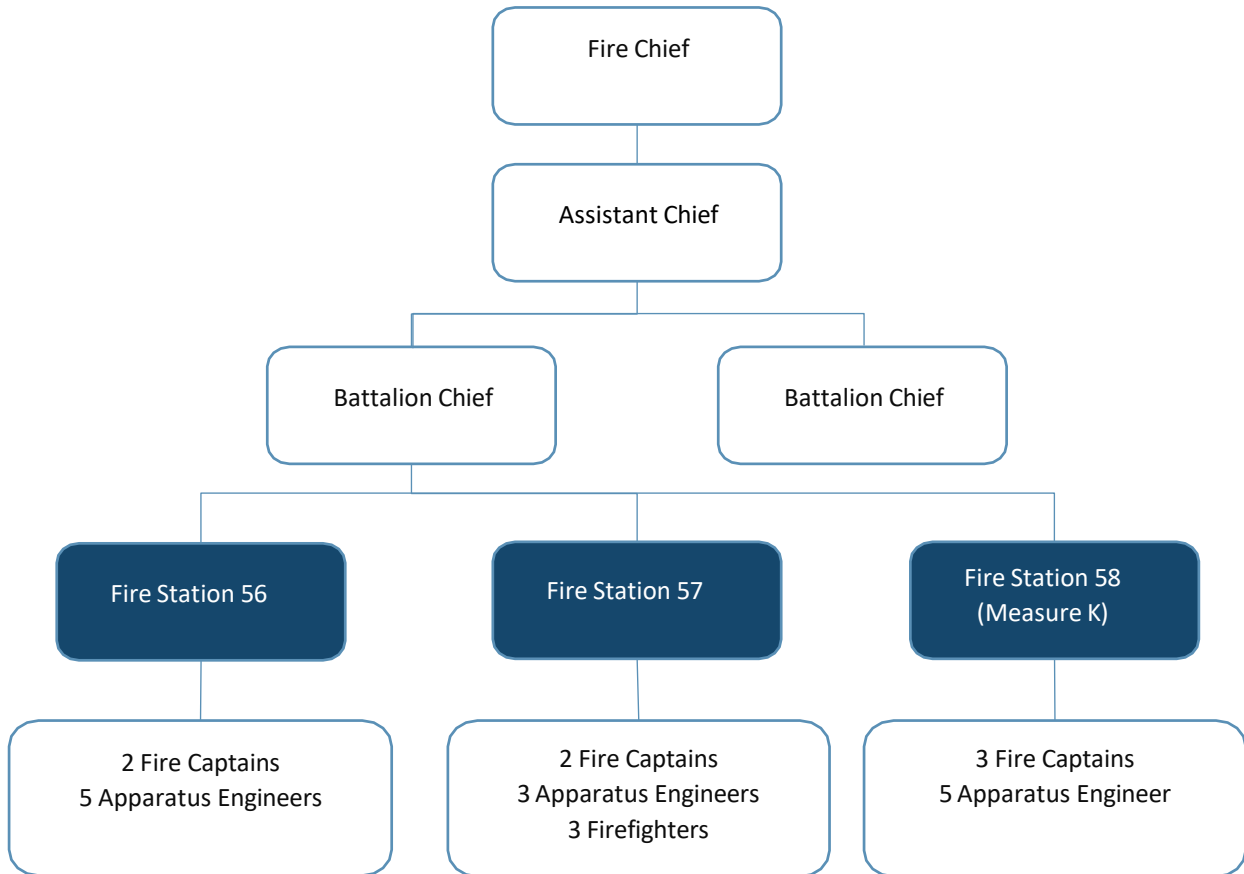 Fire Chief
Assistant Chief
Battalion Chief
Battalion Chief
Fire Station 56
Fire Station 57
Fire Station 58
(Measure K)
2 Fire Captains
5 Apparatus Engineers
2 Fire Captains
3 Apparatus Engineers
3 Firefighters
3 Fire Captains
5 Apparatus Engineer